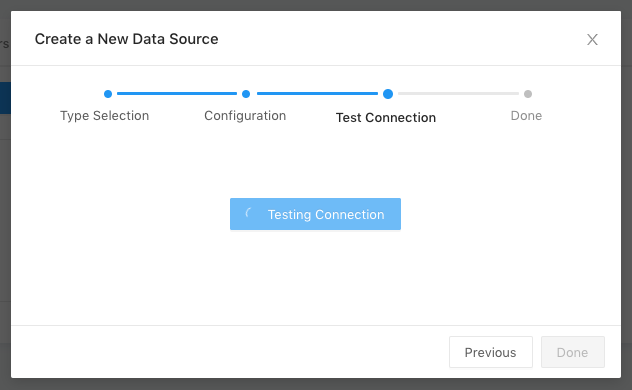 Create a New Data Source
Type Selection
Configuration
Test Connection
Done
Testing Connection
Previous
Done